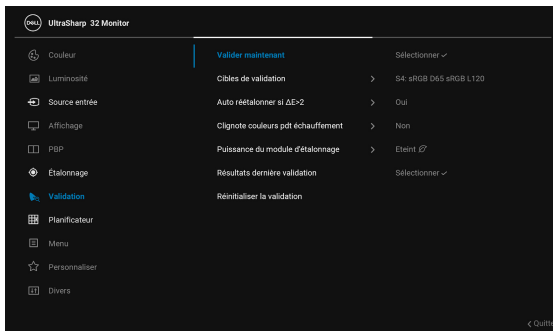 DELL UltraSharp 32 Monitor
Couleur
Luminosité
Source entrée
Affichage
PBP
Étalonnage
Validation
Planificateur
Menu
Personnaliser
Divers
Valider maintenant Sélectionner ✓
Cibles de validation > S4: sRGB D65 sRGB L120
Auto réétalonner si ΔE>2 > Oui
Clignote couleurs pdt échauffement > Non
Puissance du module d'étalonnage > Eteint
Résultats dernière validation Sélectionner ✓
Réinitialiser la validation
< Quitte